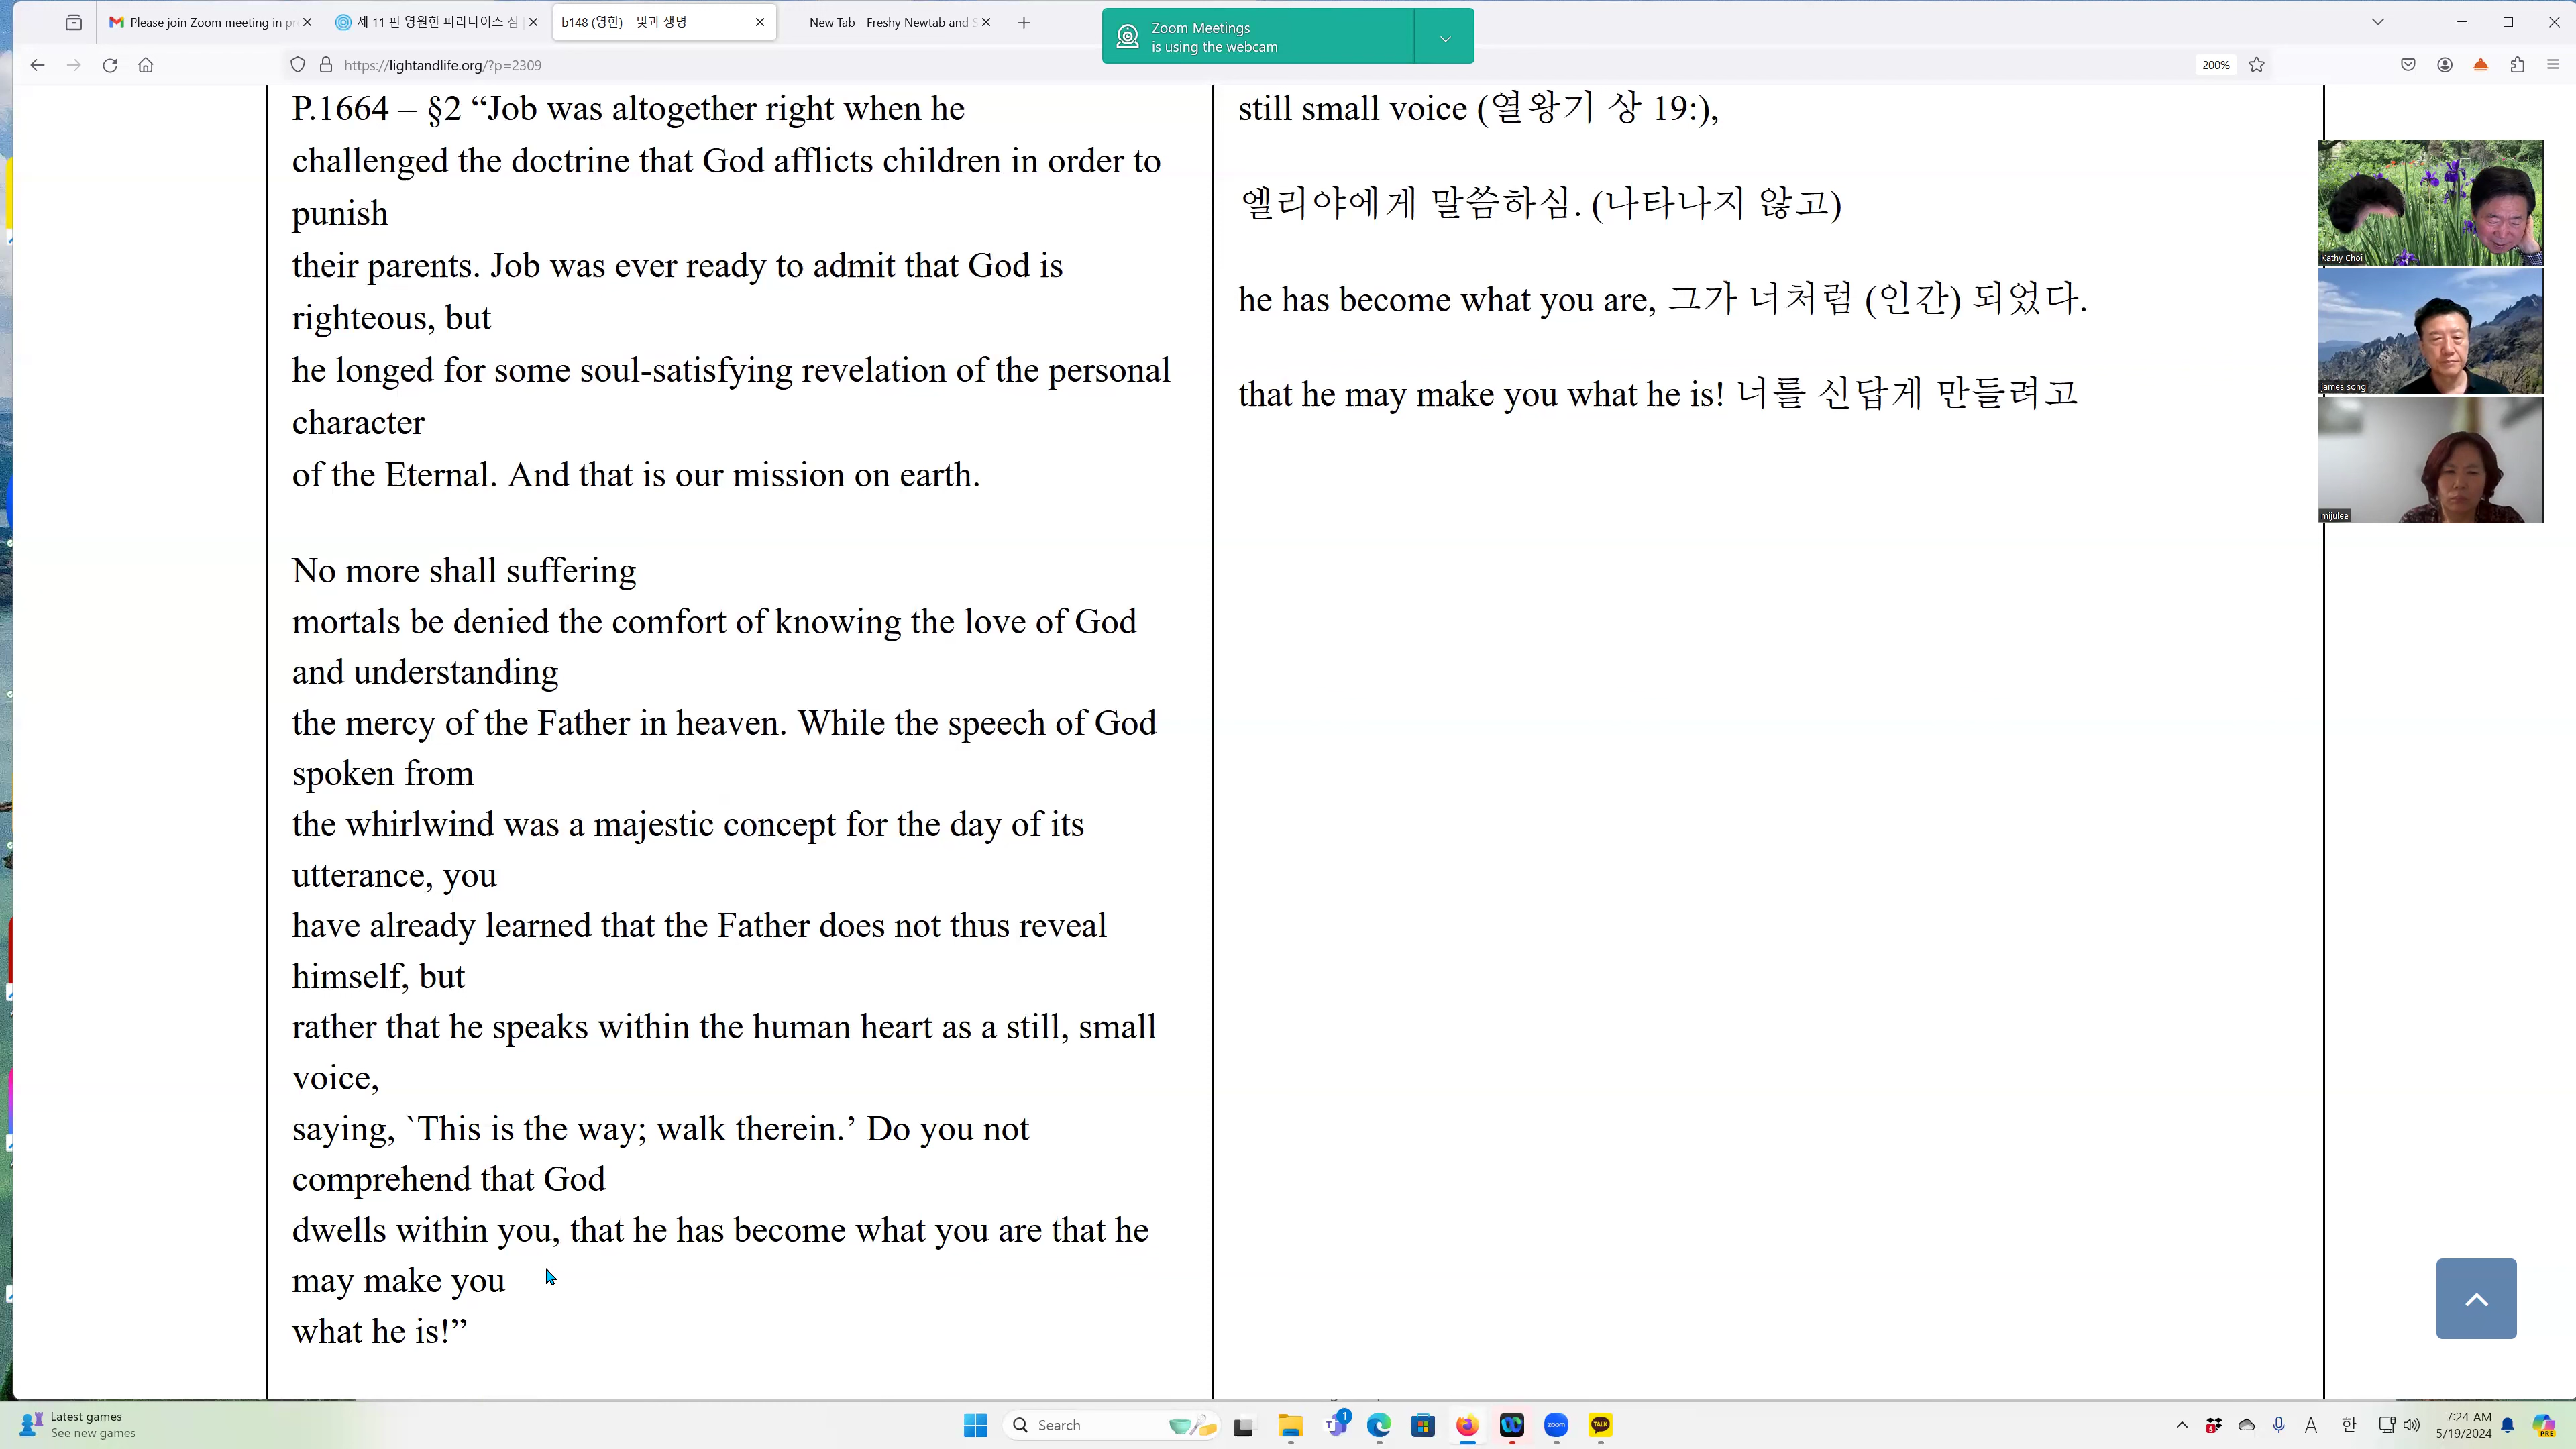 Please join Zoom meeting in pr
제 11 편 영원한 파라다이스 섬
b148 (영한) – 빛과 생명
New Tab - Freshy Newtab and S
Zoom Meetings
is using the webcam
https://lightandlife.org/?p=2309
200%
P.1664 – §2 “Job was altogether right when he
challenged the doctrine that God afflicts children in order to
punish
their parents. Job was ever ready to admit that God is
righteous, but
he longed for some soul-satisfying revelation of the personal
character
of the Eternal. And that is our mission on earth.
No more shall suffering
mortals be denied the comfort of knowing the love of God
and understanding
the mercy of the Father in heaven. While the speech of God
spoken from
the whirlwind was a majestic concept for the day of its
utterance, you
have already learned that the Father does not thus reveal
himself, but
rather that he speaks within the human heart as a still, small
voice,
saying, `This is the way; walk therein.’ Do you not
comprehend that God
dwells within you, that he has become what you are that he
may make you
what he is!”
still small voice (열왕기 상 19:),
엘리야에게 말씀하심. (나타나지 않고)
he has become what you are, 그가 너처럼 (인간) 되었다.
that he may make you what he is! 너를 신답게 만들려고
Kathy Choi
james song
mijulee
Latest games
See new games
Search
1
zoom
TALK
5
A
한
7:24 AM
5/19/2024
PRE